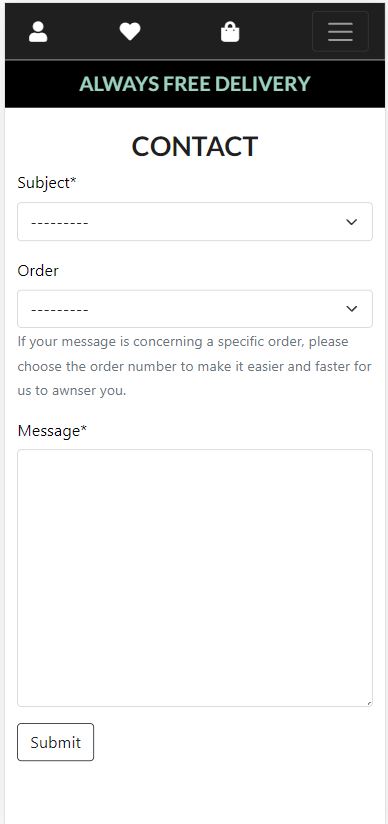 ALWAYS FREE DELIVERY
CONTACT
Subject*
---------
Order
---------
If your message is concerning a specific order, please
choose the order number to make it easier and faster for
us to awnser you.
Message*
Submit